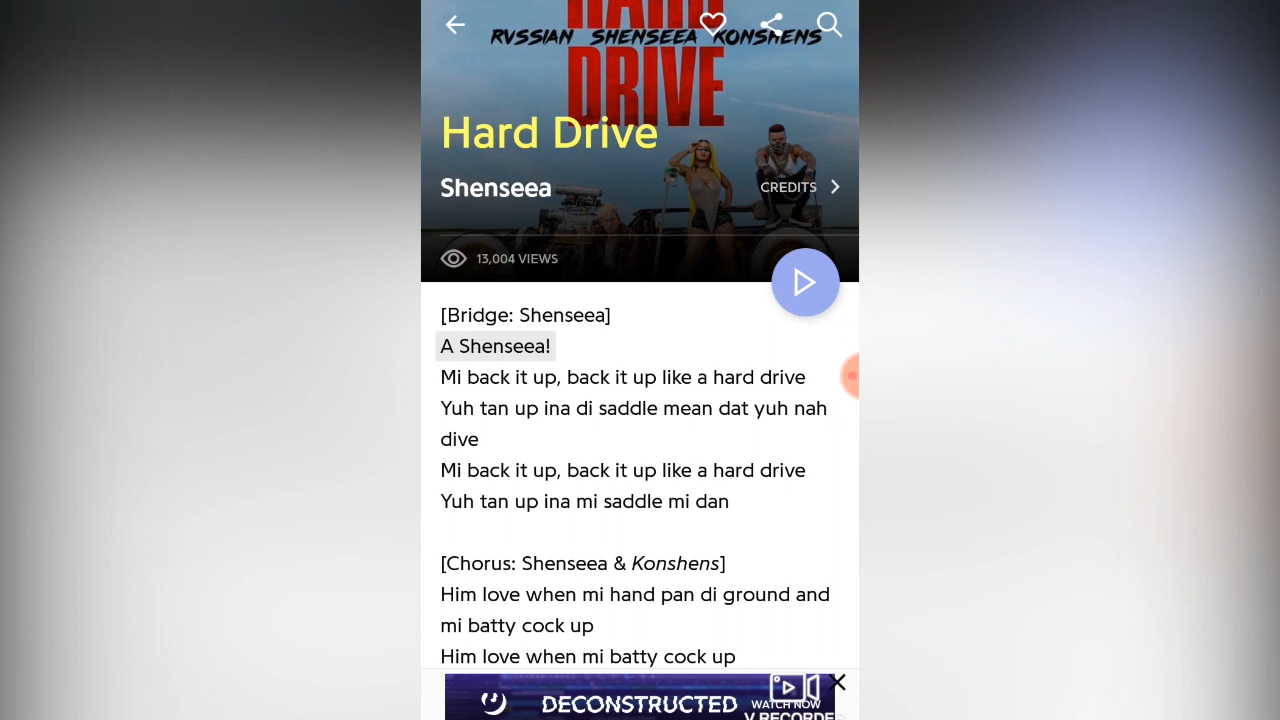 HARD
RVSSIAN SHENSEEA KONSHENS
DRIVE
Hard Drive
Shenseea
CREDITS
13,004 VIEWS
[Bridge: Shenseea]
A Shenseea!
Mi back it up, back it up like a hard drive
Yuh tan up ina di saddle mean dat yuh nah
dive
Mi back it up, back it up like a hard drive
Yuh tan up ina mi saddle mi dan
[Chorus: Shenseea & Konshens]
Him love when mi hand pan di ground and
mi batty cock up
Him love when mi batty cock up
DECONSTRUCTED
WATCH NOW
V RECORDER